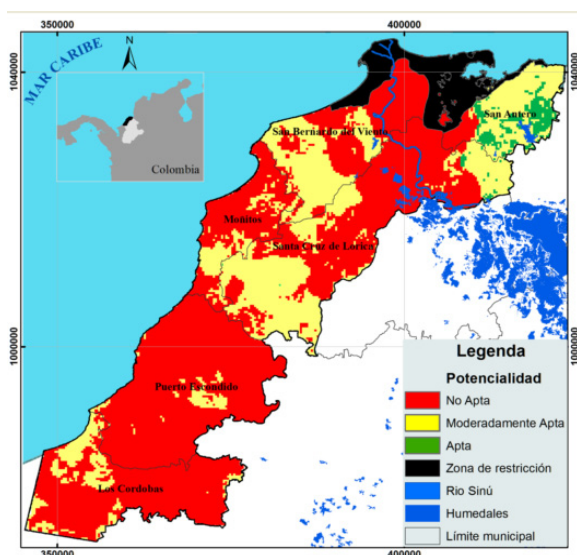 350000
400000
MAR CARIBE
N
1040000
1040000
San Antero
San Bernardo del Viento
Colombia
Moñitos
Santa Cruz de Lorica
1000000
1000000
Puerto Escondido
Los Cordobas
Legenda
Potencialidad
No Apta
Moderadamente Apta
Apta
Zona de restricción
Rio Sinú
Humedales
Límite municipal
350000
400000